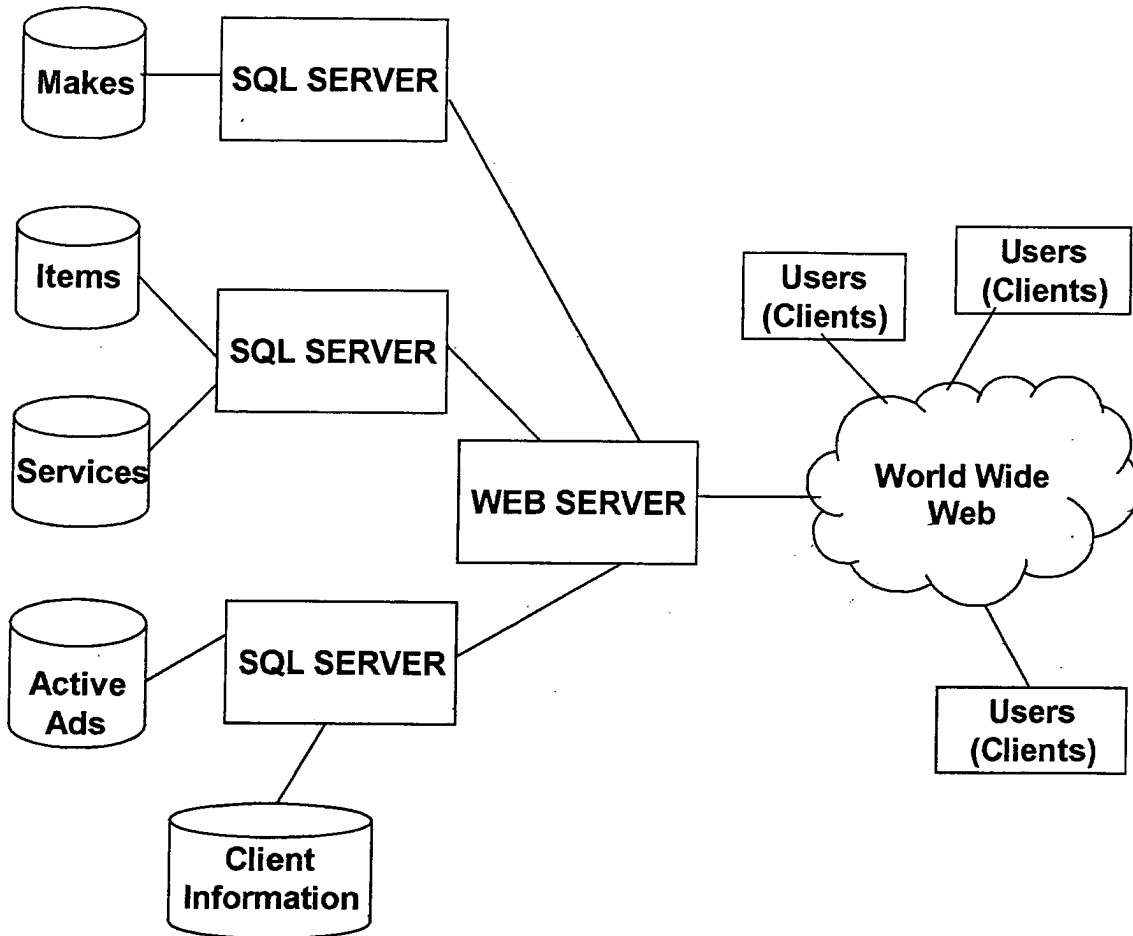 Makes
SQL SERVER
Items
SQL SERVER
Services
Users
(Clients)
Users
(Clients)
World Wide
Web
WEB SERVER
Active
Ads
SQL SERVER
Users
(Clients)
Client
Information